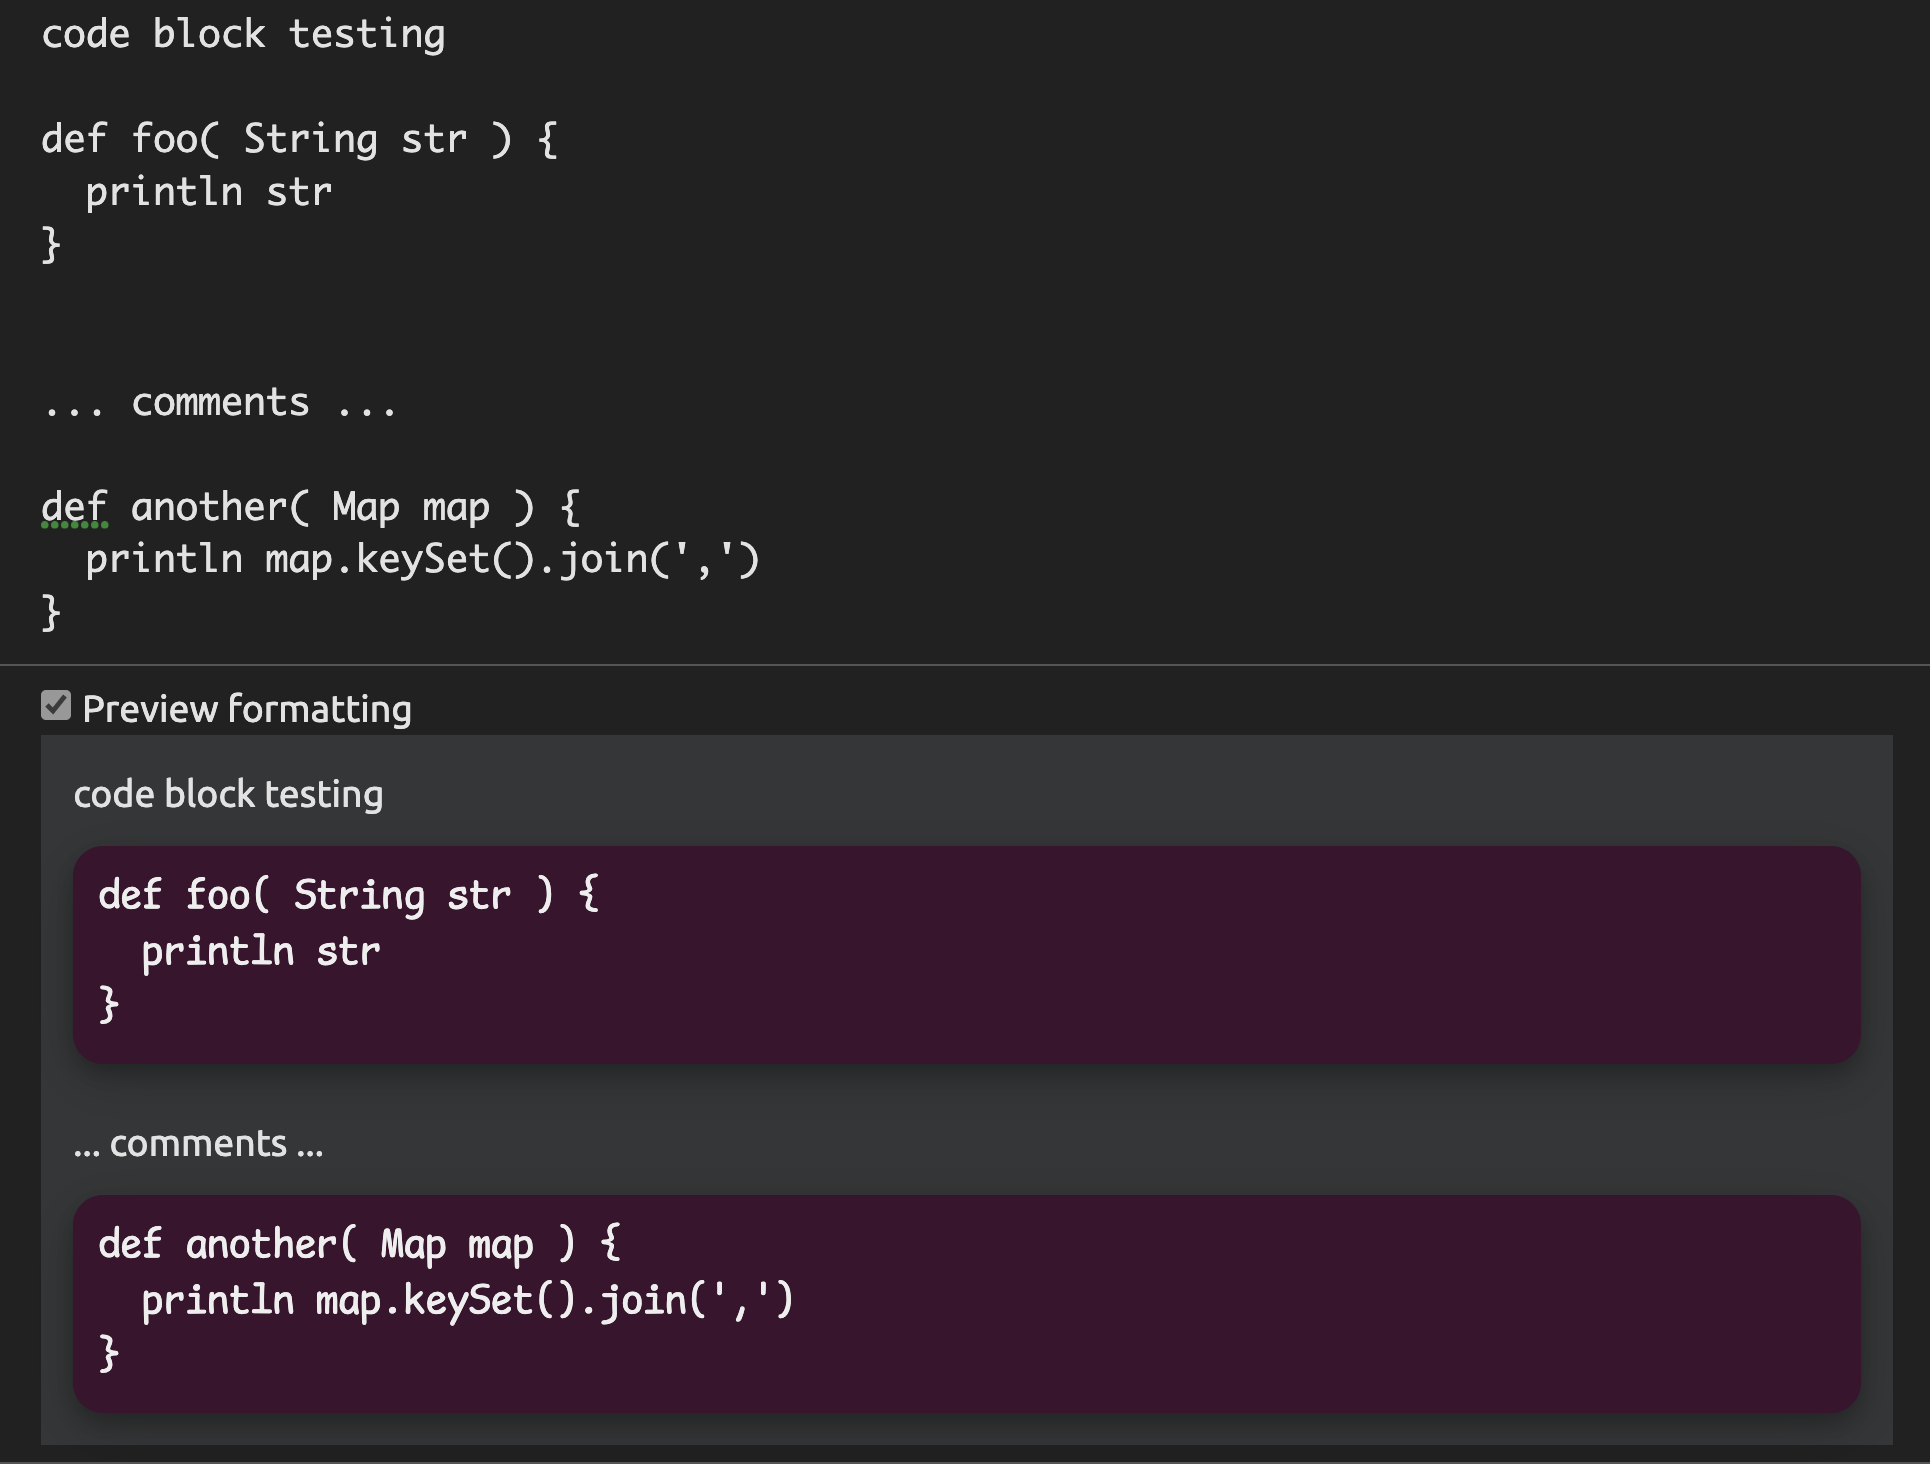 code block testing
def foo( String str ) {
  println str
}
... comments ...
def another( Map map ) {
  println map.keySet().join(',')
}
Preview formatting
code block testing
def foo( String str ) {
  println str
}
... comments ...
def another( Map map ) {
  println map.keySet().join(',')
}